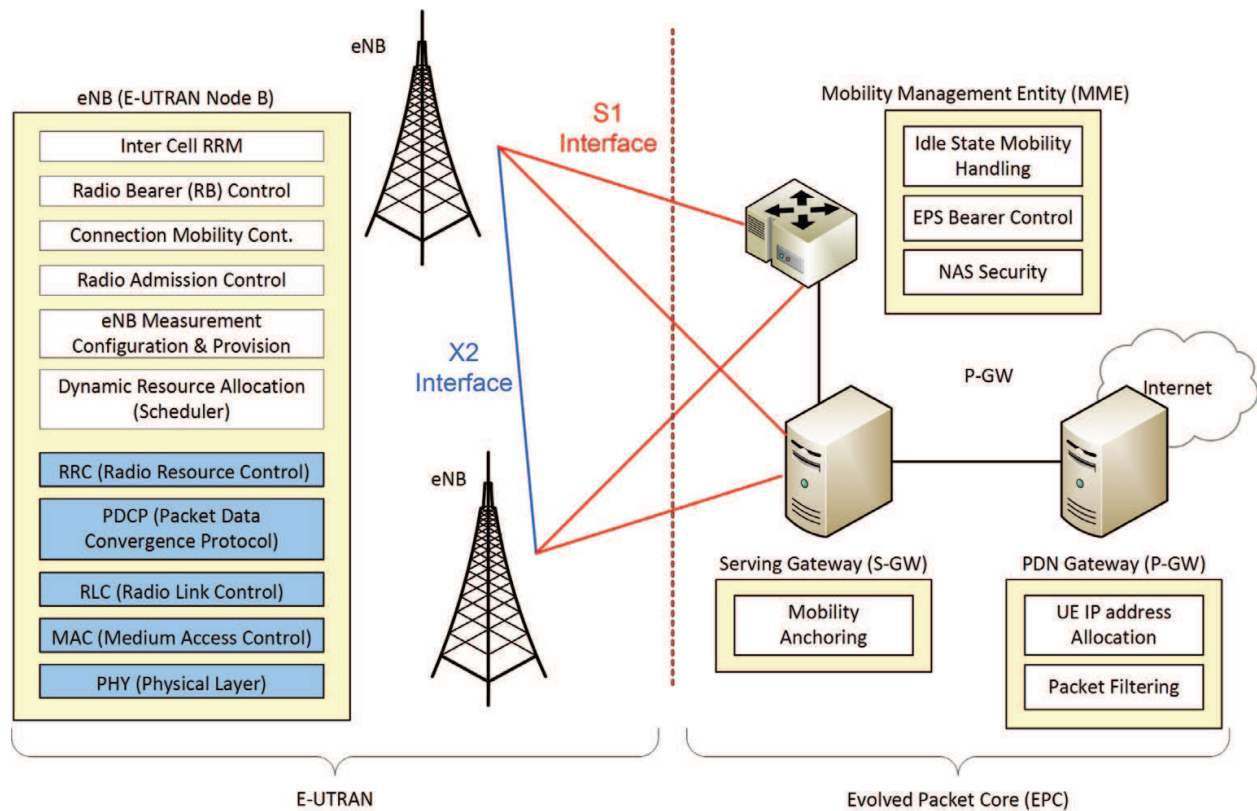 eNB
eNB (E-UTRAN Node B)
Inter Cell RRM
Radio Bearer (RB) Control
Connection Mobility Cont.
Radio Admission Control
eNB Measurement
Configuration & Provision
Dynamic Resource Allocation
(Scheduler)
RRC (Radio Resource Control)
PDCP (Packet Data
Convergence Protocol)
RLC (Radio Link Control)
MAC (Medium Access Control)
PHY (Physical Layer)
S1
Interface
X2
Interface
eNB
Mobility Management Entity (MME)
Idle State Mobility
Handling
EPS Bearer Control
NAS Security
P-GW
Internet
Serving Gateway (S-GW)
Mobility
Anchoring
PDN Gateway (P-GW)
UE IP address
Allocation
Packet Filtering
E-UTRAN
Evolved Packet Core (EPC)